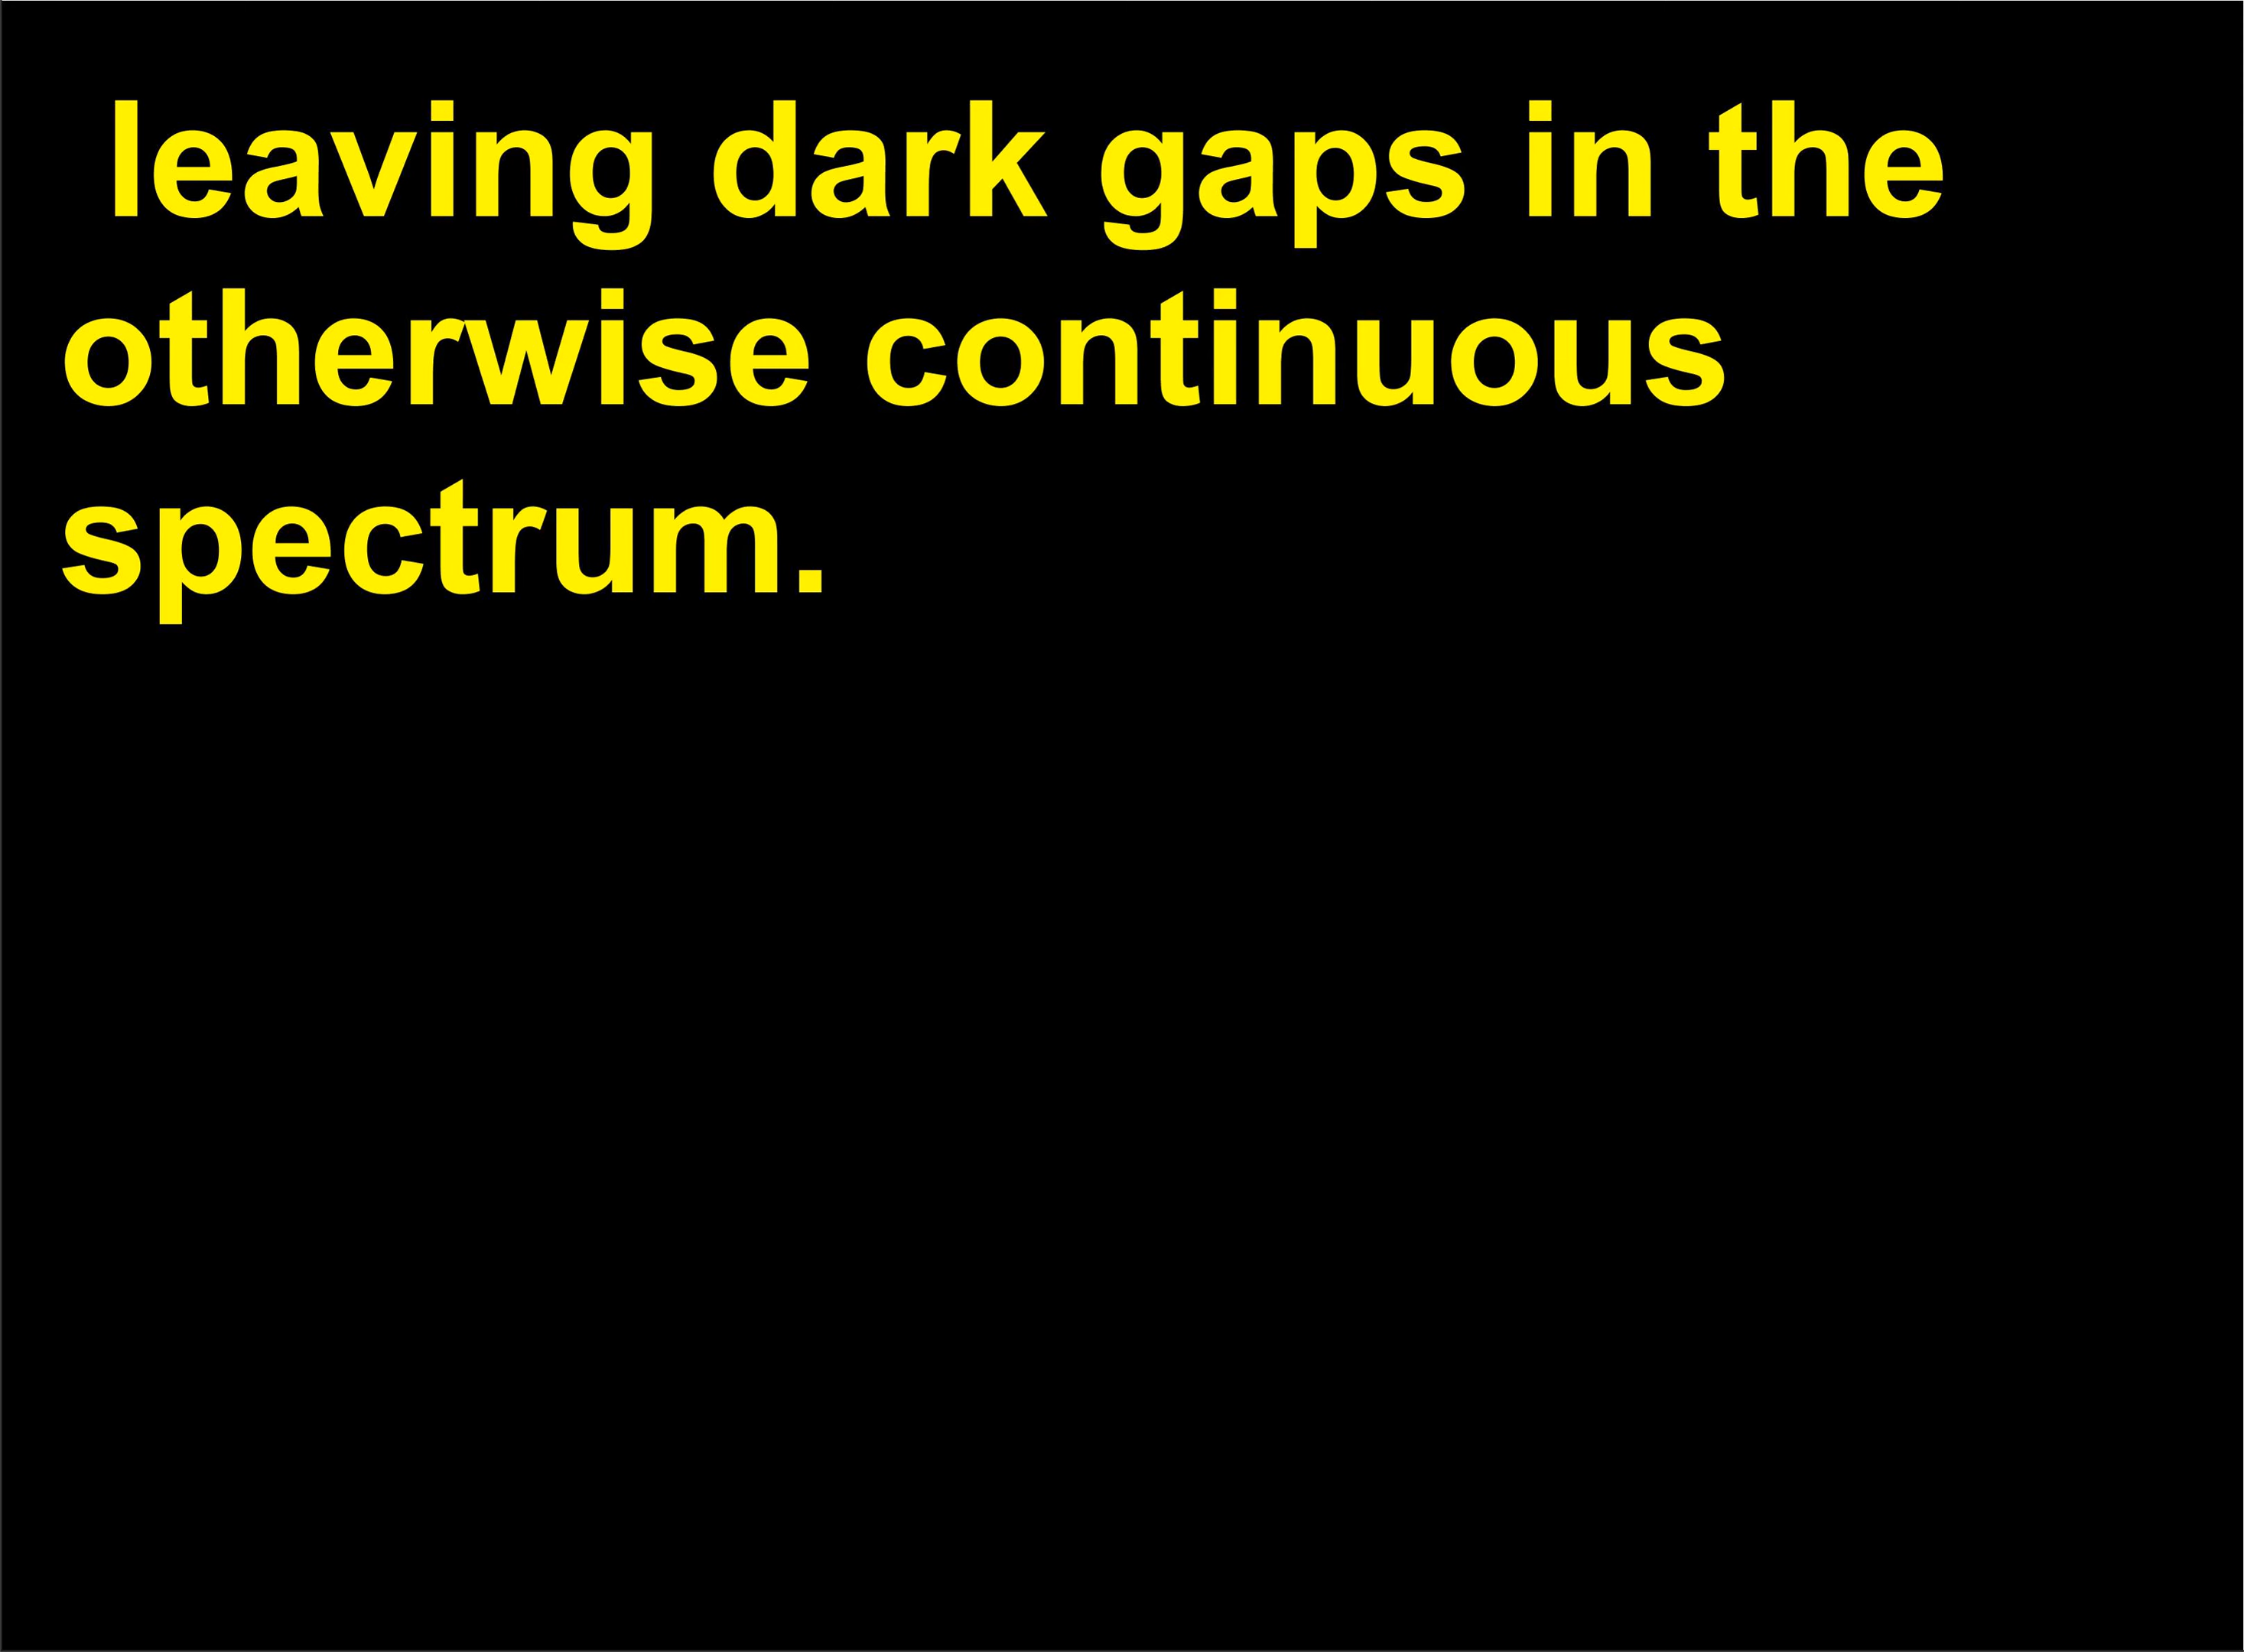 leaving dark gaps in the
otherwise continuous
spectrum.